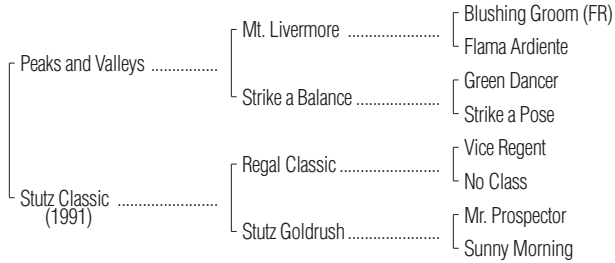 Blushing Groom (FR)
Mt. Livermore ......................
Flama Ardiente
Peaks and Valleys ................
Green Dancer
Strike a Balance ....................
Strike a Pose
Vice Regent
Regal Classic ........................
No Class
Stutz Classic ........................
(1991)
Mr. Prospector
Stutz Goldrush ......................
Sunny Morning